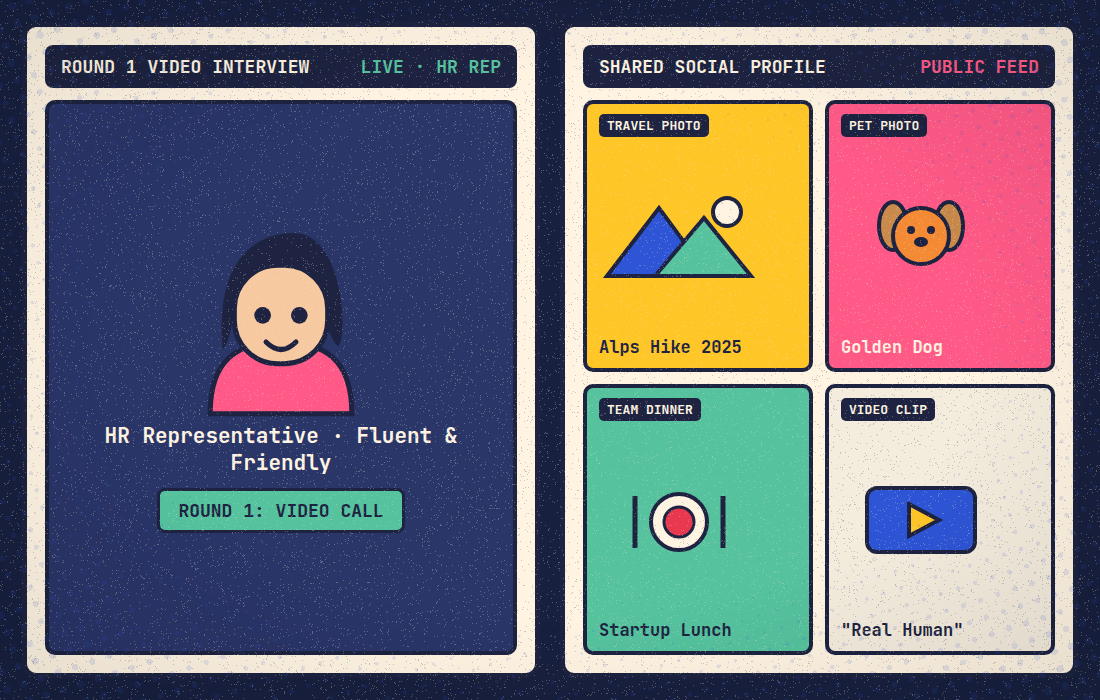 ROUND 1 VIDEO INTERVIEW
LIVE · HR REP
HR Representative · Fluent &
Friendly
ROUND 1: VIDEO CALL
SHARED SOCIAL PROFILE
PUBLIC FEED
TRAVEL PHOTO
Alps Hike 2025
PET PHOTO
Golden Dog
TEAM DINNER
Startup Lunch
VIDEO CLIP
"Real Human"